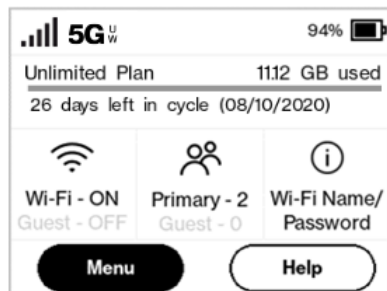 5G UW 94%
Unlimited Plan 11.12 GB used
26 days left in cycle (08/10/2020)
Wi-Fi - ON Primary - 2 Wi-Fi Name/
Guest - OFF Guest - 0 Password
Menu Help